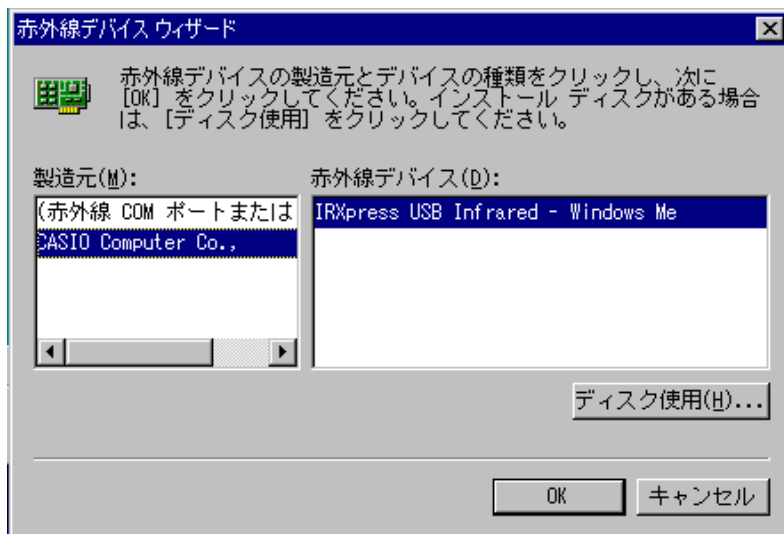 赤外線デバイス ウィザード
赤外線デバイスの製造元とデバイスの種類をクリックし、次に
[OK] をクリックしてください。インストール ディスクがある場合
は、[ディスク使用] をクリックしてください。
製造元(M):
赤外線デバイス(D):
(赤外線 COM ポートまたは
CASIO Computer Co.,
IRXpress USB Infrared - Windows Me
ディスク使用(H)...
OK
キャンセル